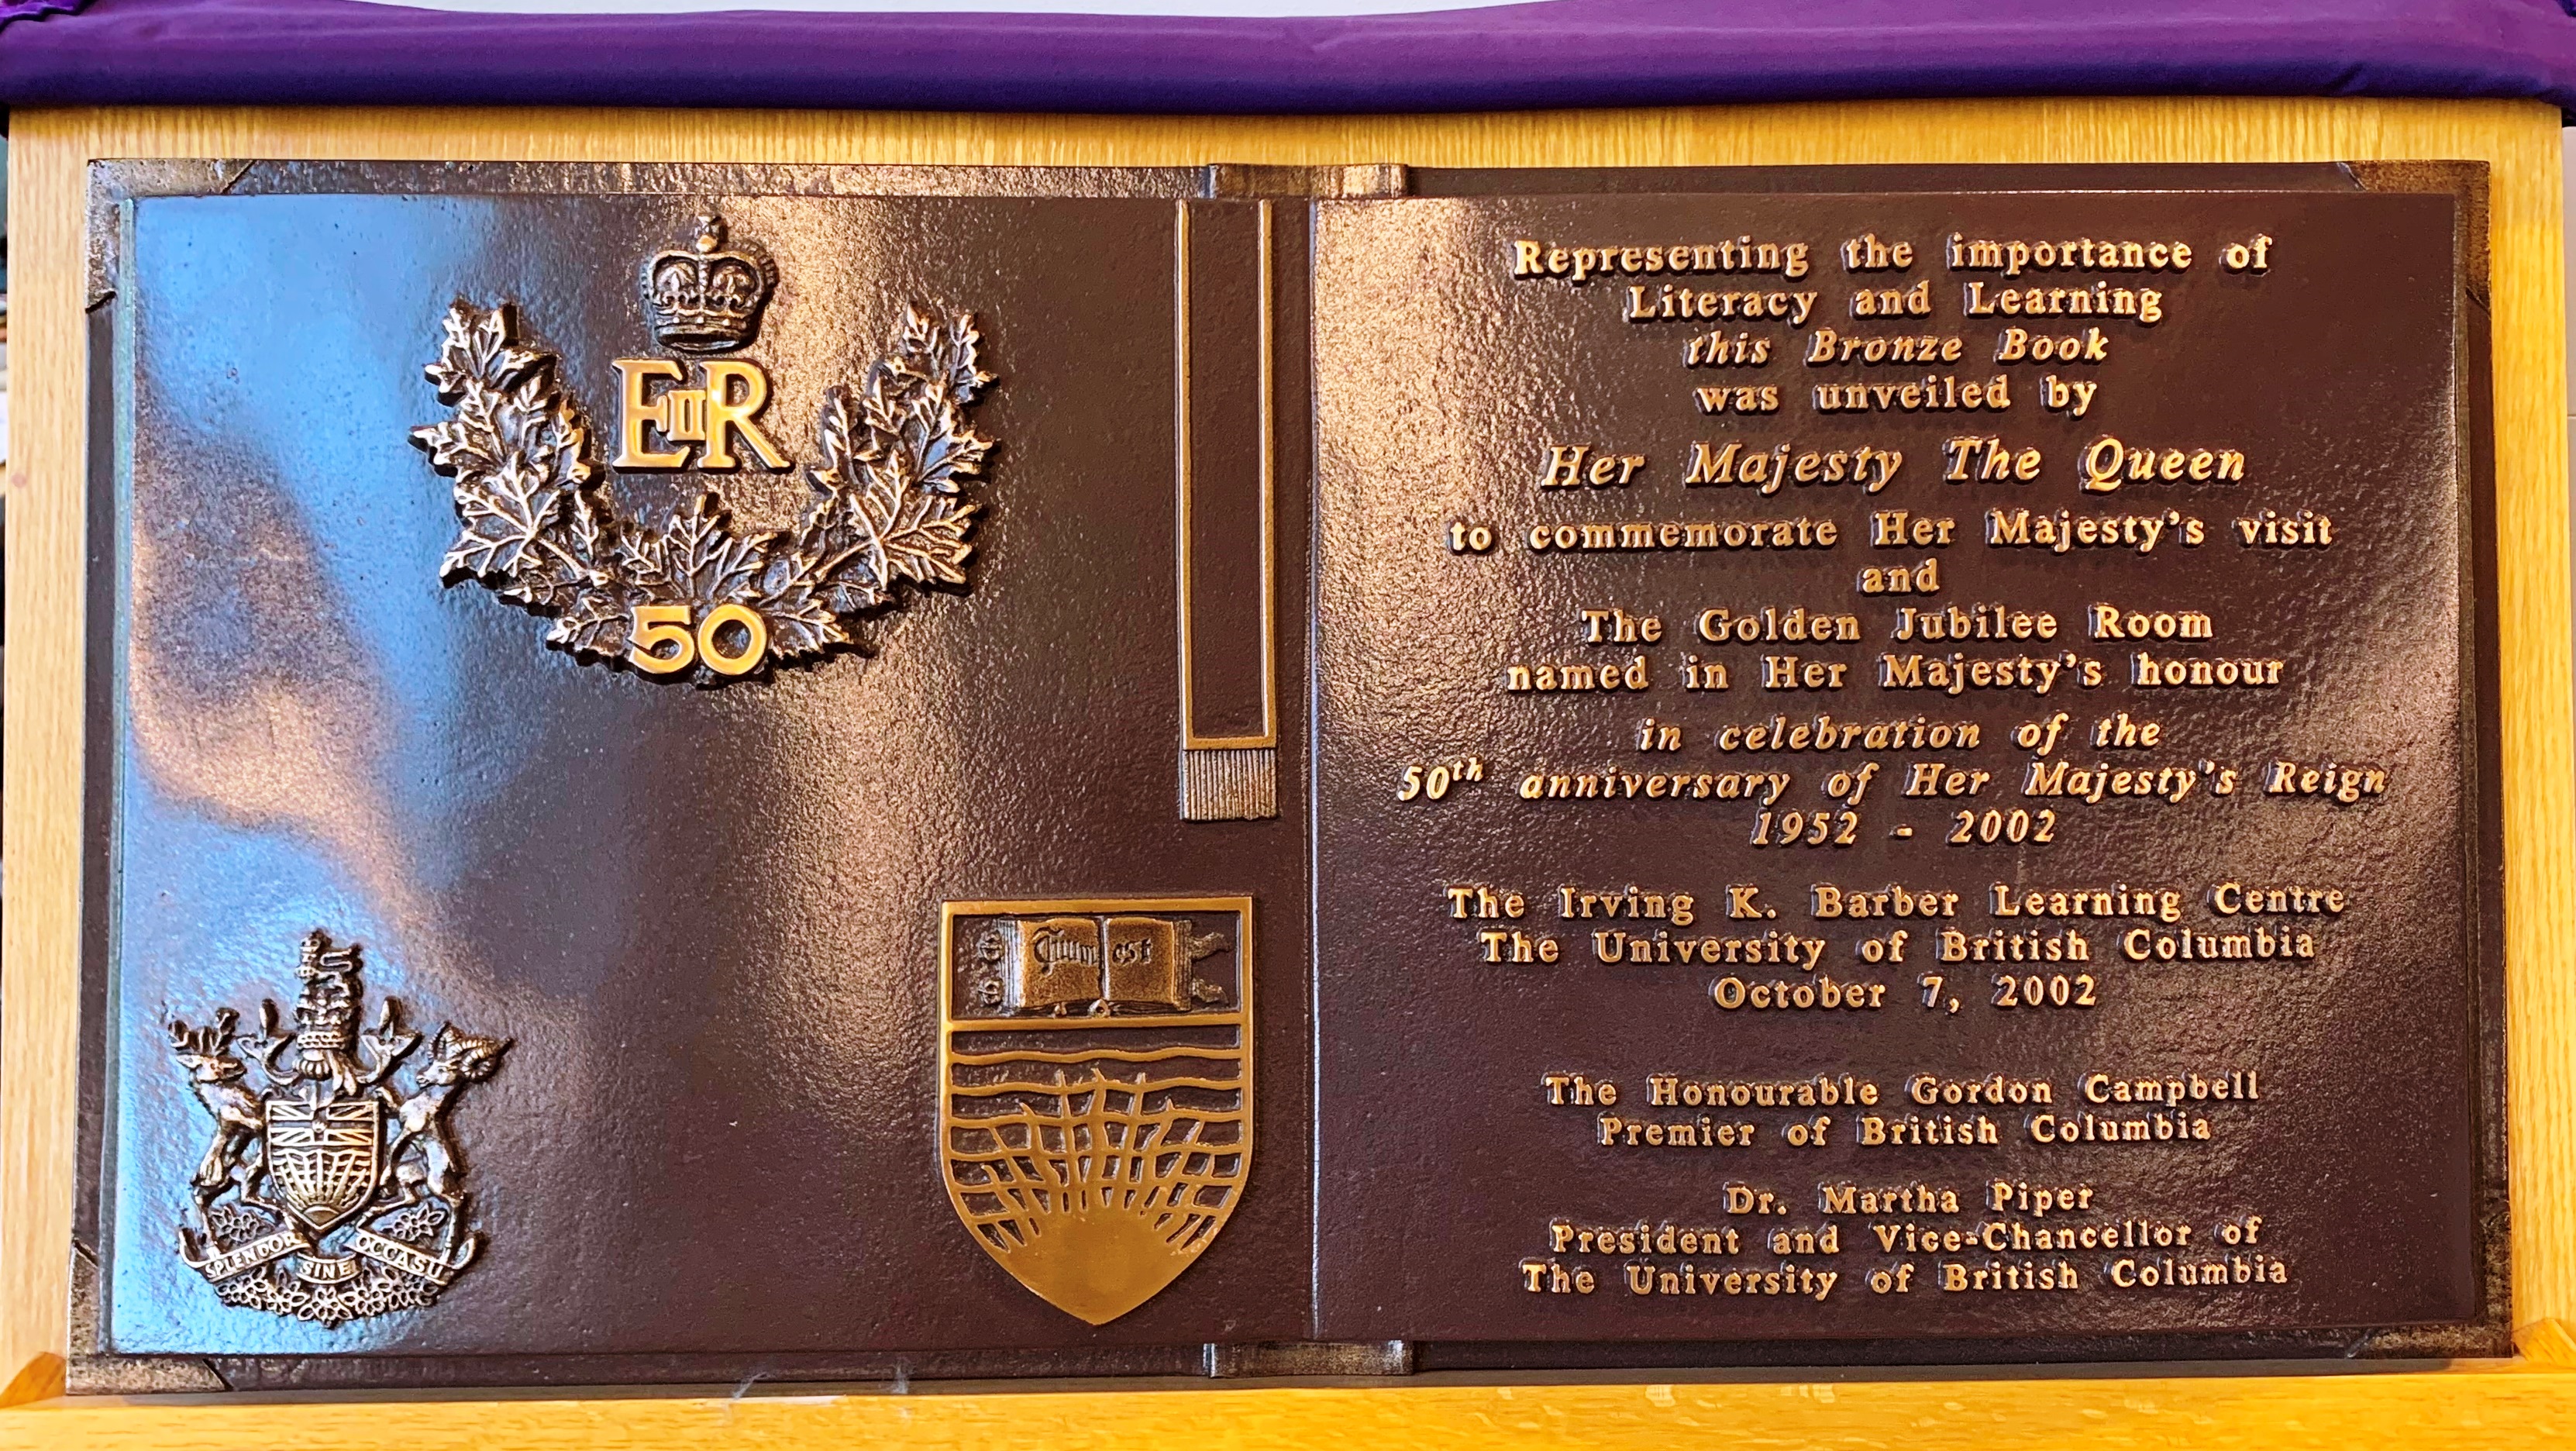 EIIR
50
Tuum est
SPLENDOR SINE OCCASU
Representing the importance of
Literacy and Learning
this Bronze Book
was unveiled by
Her Majesty The Queen
to commemorate Her Majesty's visit
and
The Golden Jubilee Room
named in Her Majesty's honour
in celebration of the
50th anniversary of Her Majesty's Reign
1952 - 2002
The Irving K. Barber Learning Centre
The University of British Columbia
October 7, 2002
The Honourable Gordon Campbell
Premier of British Columbia
Dr. Martha Piper
President and Vice-Chancellor of
The University of British Columbia